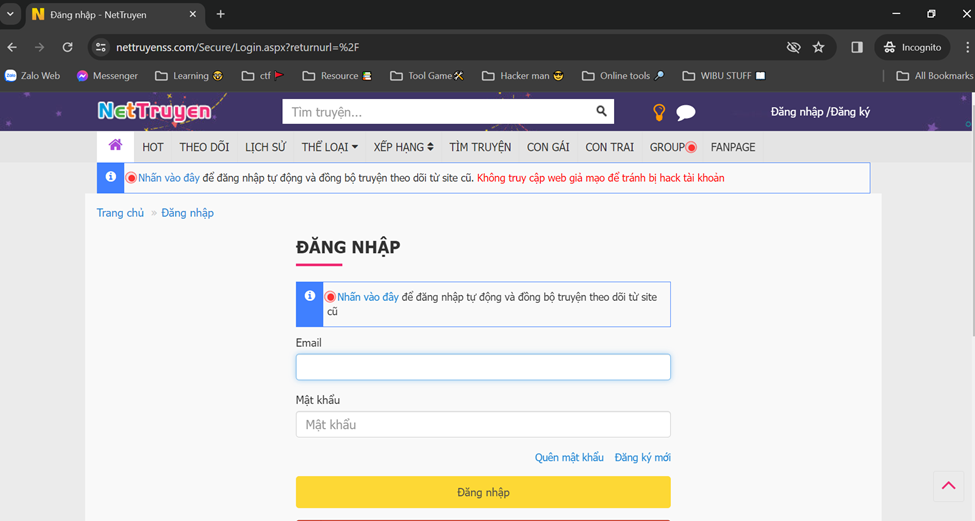 Đăng nhập - NetTruyen
nettruyenss.com/Secure/Login.aspx?returnurl=%2F
Incognito
Zalo Web Messenger Learning ctf Resource Tool Game Hacker man Online tools WIBU STUFF All Bookmarks
NetTruyen
Tìm truyện...
Đăng nhập /Đăng ký
HOT THEO DÕI LỊCH SỬ THỂ LOẠI XẾP HẠNG TÌM TRUYỆN CON GÁI CON TRAI GROUP FANPAGE
Nhấn vào đây để đăng nhập tự động và đồng bộ truyện theo dõi từ site cũ. Không truy cập web giả mạo để tránh bị hack tài khoản
Trang chủ » Đăng nhập
ĐĂNG NHẬP
Nhấn vào đây để đăng nhập tự động và đồng bộ truyện theo dõi từ site
cũ
Email
Mật khẩu
Mật khẩu
Quên mật khẩu Đăng ký mới
Đăng nhập